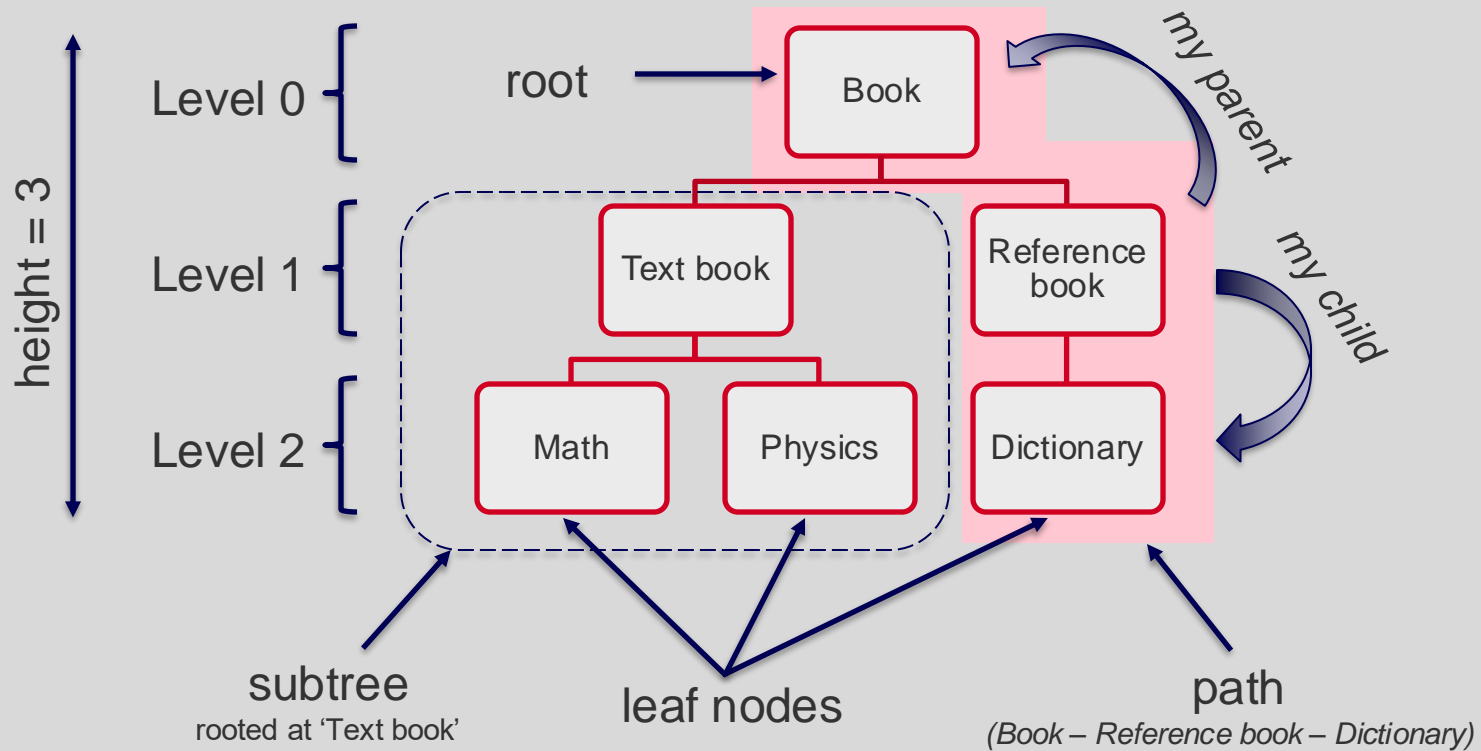 my parent
root
Book
Level 0
height = 3
Text book
Reference
book
Level 1
my child
Math
Physics
Dictionary
Level 2
subtree
rooted at ‘Text book’
leaf nodes
path
(Book – Reference book – Dictionary)